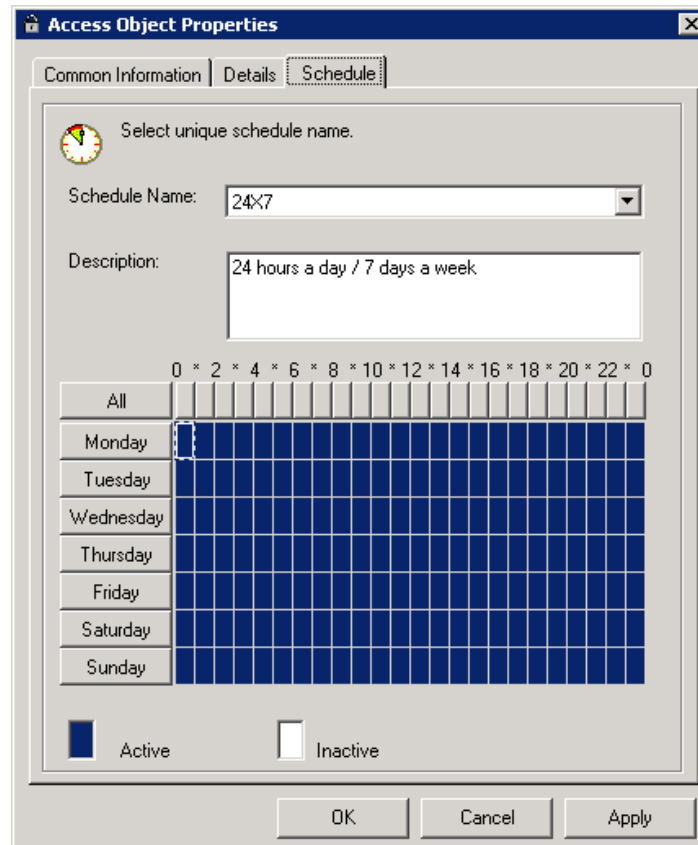 Access Object Properties
Common Information Details Schedule
Select unique schedule name.
Schedule Name: 24X7
Description: 24 hours a day / 7 days a week
0 * 2 * 4 * 6 * 8 * 10 * 12 * 14 * 16 * 18 * 20 * 22 * 0
All
Monday
Tuesday
Wednesday
Thursday
Friday
Saturday
Sunday
Active Inactive
OK Cancel Apply